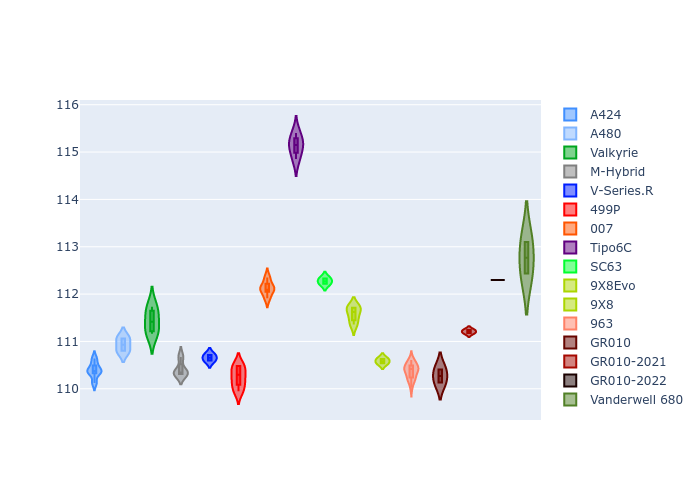 116
115
114
113
112
111
110
A424
A480
Valkyrie
M-Hybrid
V-Series.R
499P
007
Tipo6C
SC63
9X8Evo
9X8
963
GR010
GR010-2021
GR010-2022
Vanderwell 680